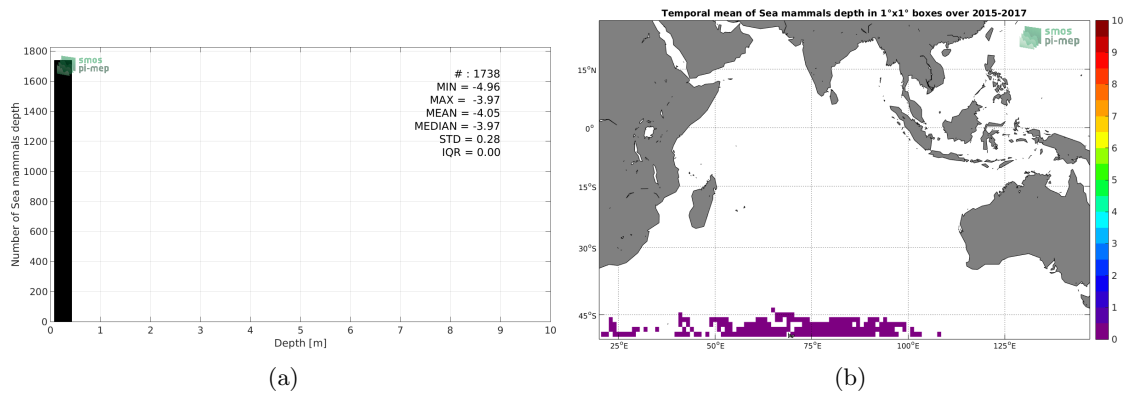 smos
pi-mep
# : 1738
MIN = -4.96
MAX = -3.97
MEAN = -4.05
MEDIAN = -3.97
STD = 0.28
IQR = 0.00
Number of Sea mammals depth
1800
1600
1400
1200
1000
800
600
400
200
0
0 1 2 3 4 5 6 7 8 9 10
Depth [m]
(a)
Temporal mean of Sea mammals depth in 1°x1° boxes over 2015-2017
smos
pi-mep
15°N
0°
15°S
30°S
45°S
25°E 50°E 75°E 100°E 125°E
10
9
8
7
6
5
4
3
2
1
0
(b)